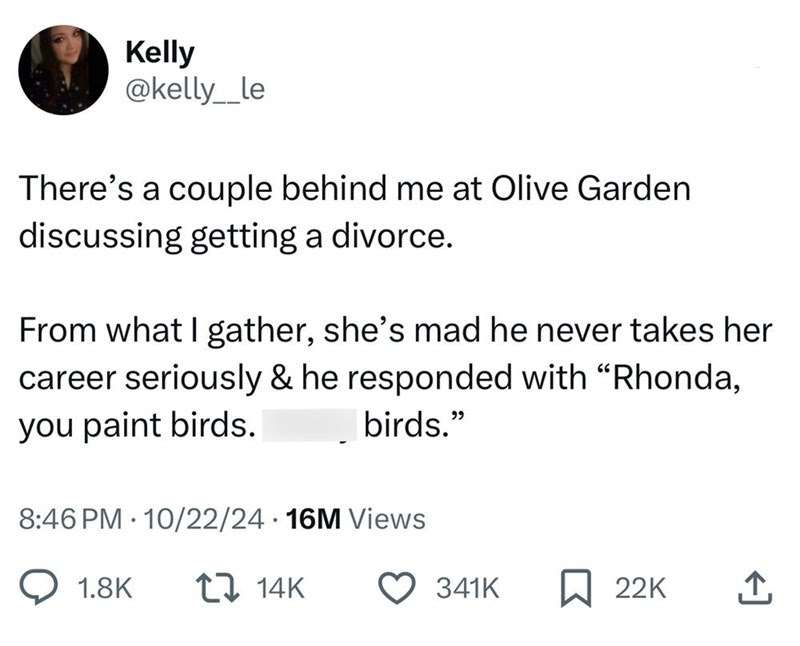 Kelly
@kelly__le
There’s a couple behind me at Olive Garden
discussing getting a divorce.
From what I gather, she’s mad he never takes her
career seriously & he responded with “Rhonda,
you paint birds. birds.”
8:46 PM · 10/22/24 · 16M Views
1.8K 14K 341K 22K